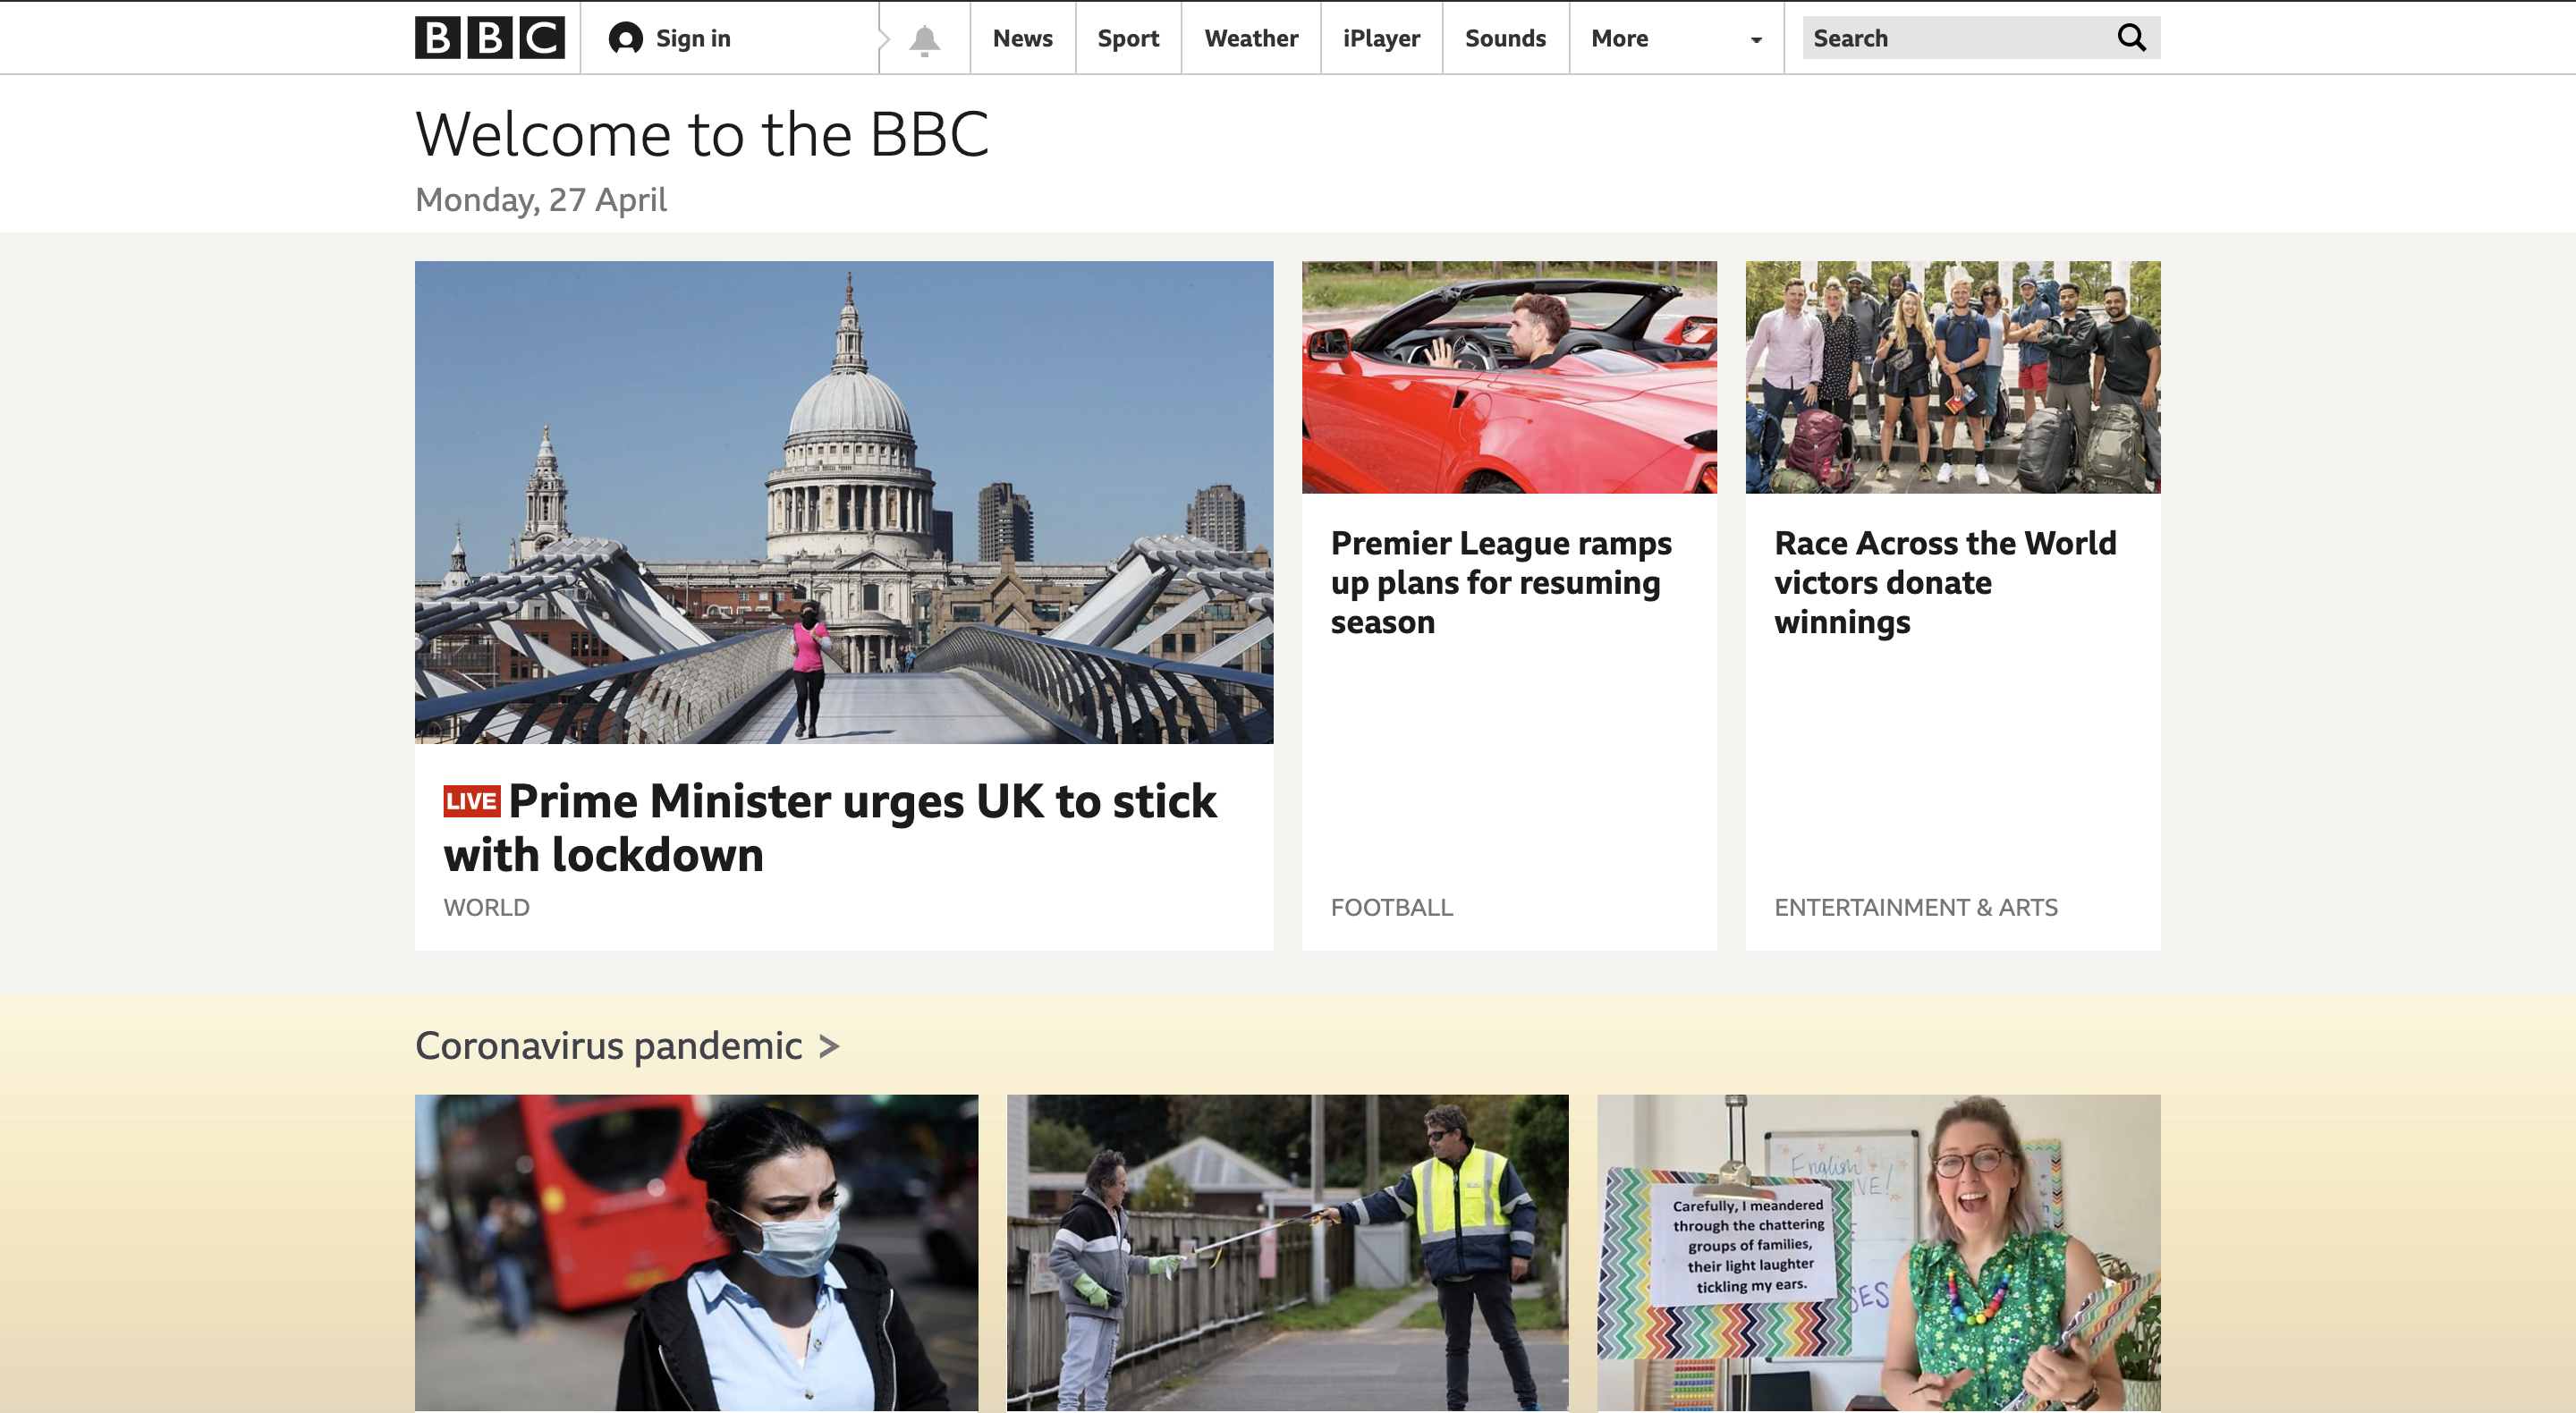 BBC
Sign in
News
Sport
Weather
iPlayer
Sounds
More
Search
Welcome to the BBC
Monday, 27 April
LIVE Prime Minister urges UK to stick
with lockdown
WORLD
Premier League ramps
up plans for resuming
season
FOOTBALL
Race Across the World
victors donate
winnings
ENTERTAINMENT & ARTS
Coronavirus pandemic >
English
Carefully, I meandered
through the chattering
groups of families,
their light laughter
tickling my ears.